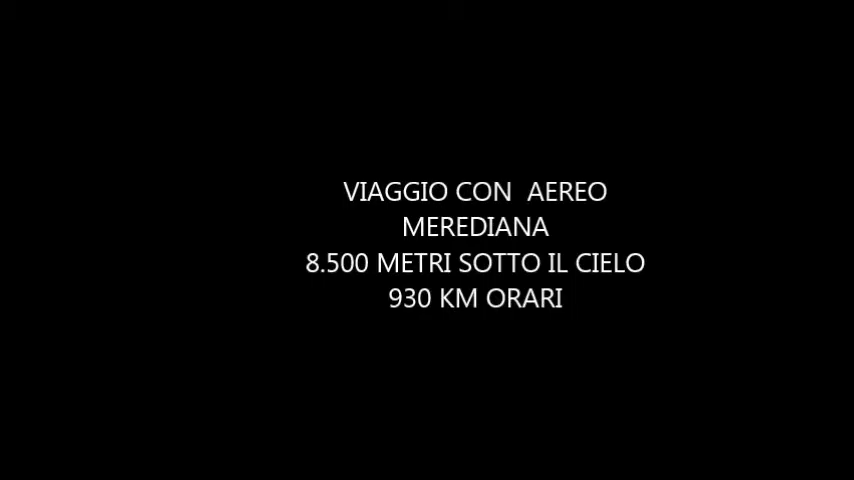 VIAGGIO CON  AEREO
MEREDIANA
8.500 METRI SOTTO IL CIELO
930 KM ORARI